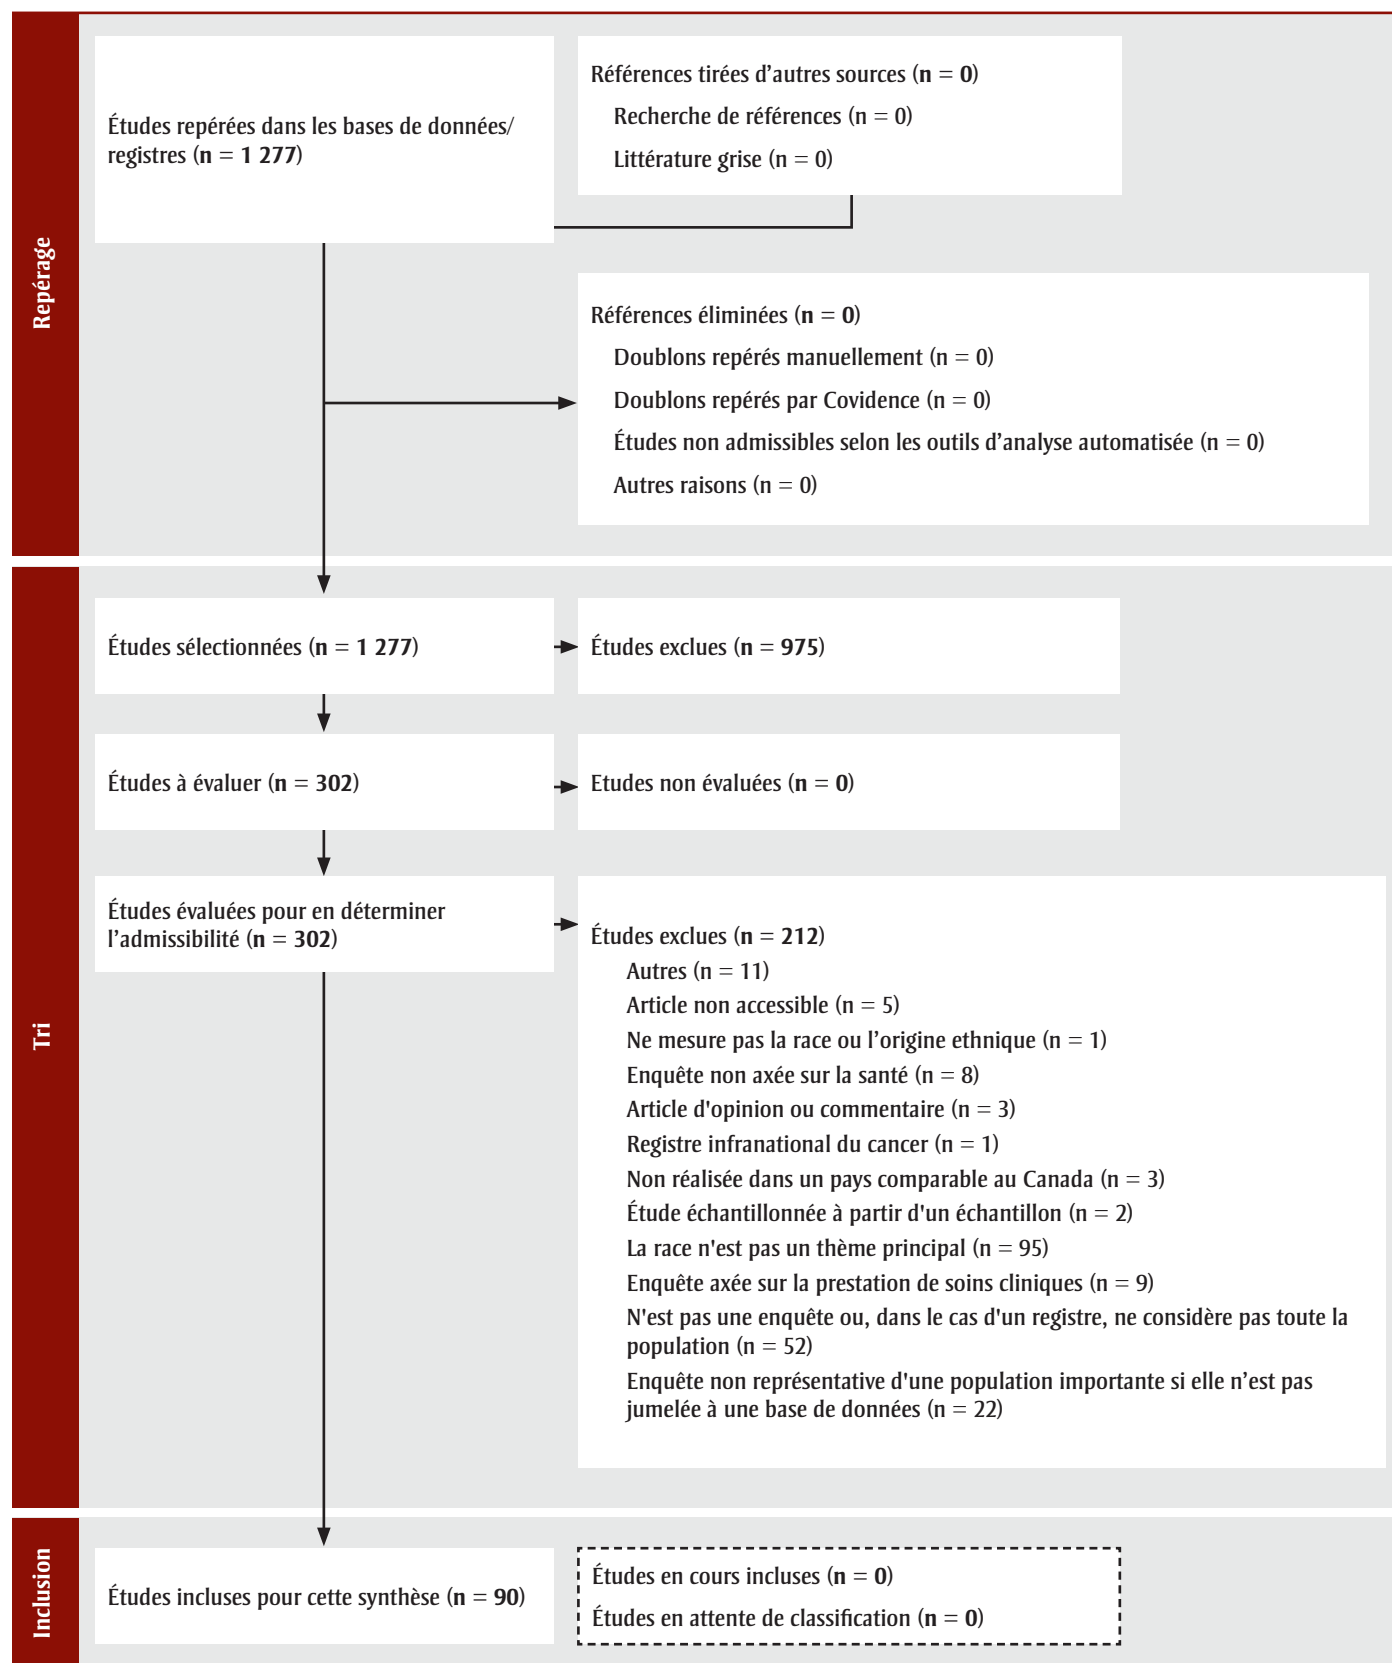 Repérage
Études repérées dans les bases de données/
registres (n = 1 277)
Références tirées d’autres sources (n = 0)
Recherche de références (n = 0)
Littérature grise (n = 0)
Références éliminées (n = 0)
Doublons repérés manuellement (n = 0)
Doublons repérés par Covidence (n = 0)
Études non admissibles selon les outils d’analyse automatisée (n = 0)
Autres raisons (n = 0)
Tri
Études sélectionnées (n = 1 277)
Études exclues (n = 975)
Études à évaluer (n = 302)
Etudes non évaluées (n = 0)
Études évaluées pour en déterminer
l’admissibilité (n = 302)
Études exclues (n = 212)
Autres (n = 11)
Article non accessible (n = 5)
Ne mesure pas la race ou l’origine ethnique (n = 1)
Enquête non axée sur la santé (n = 8)
Article d'opinion ou commentaire (n = 3)
Registre infranational du cancer (n = 1)
Non réalisée dans un pays comparable au Canada (n = 3)
Étude échantillonnée à partir d'un échantillon (n = 2)
La race n'est pas un thème principal (n = 95)
Enquête axée sur la prestation de soins cliniques (n = 9)
N'est pas une enquête ou, dans le cas d'un registre, ne considère pas toute la
population (n = 52)
Enquête non représentative d'une population importante si elle n’est pas
jumelée à une base de données (n = 22)
Inclusion
Études incluses pour cette synthèse (n = 90)
Études en cours incluses (n = 0)
Études en attente de classification (n = 0)